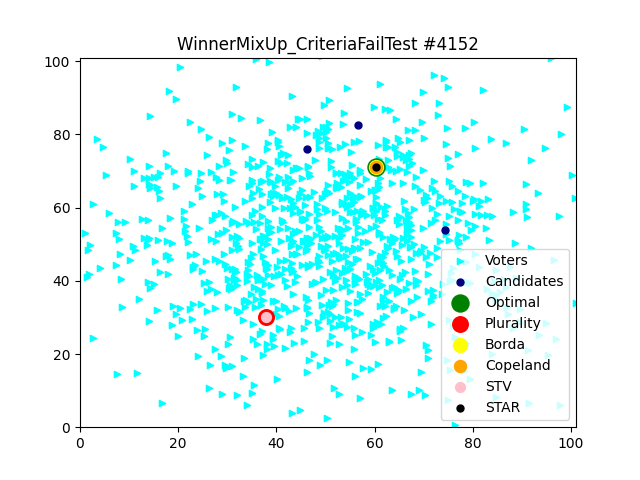 WinnerMixUp_CriteriaFailTest #4152
100
80
60
40
20
0
0
20
40
60
80
100
Voters
Candidates
Optimal
Plurality
Borda
Copeland
STV
STAR